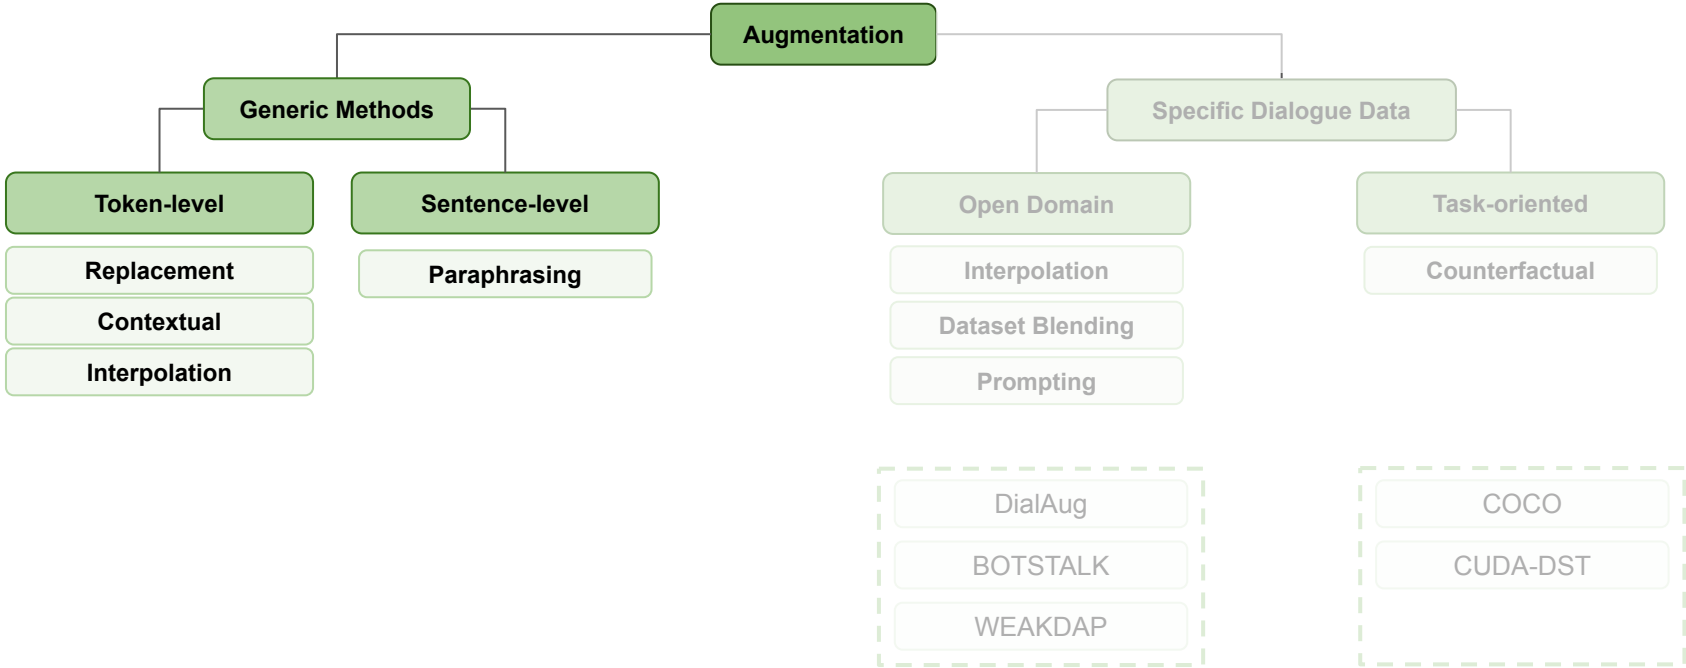 Augmentation
Generic Methods
Specific Dialogue Data
Token-level
Sentence-level
Open Domain
Task-oriented
Replacement
Contextual
Interpolation
Paraphrasing
Interpolation
Dataset Blending
Prompting
Counterfactual
DialAug
BOTSTALK
WEAKDAP
COCO
CUDA-DST